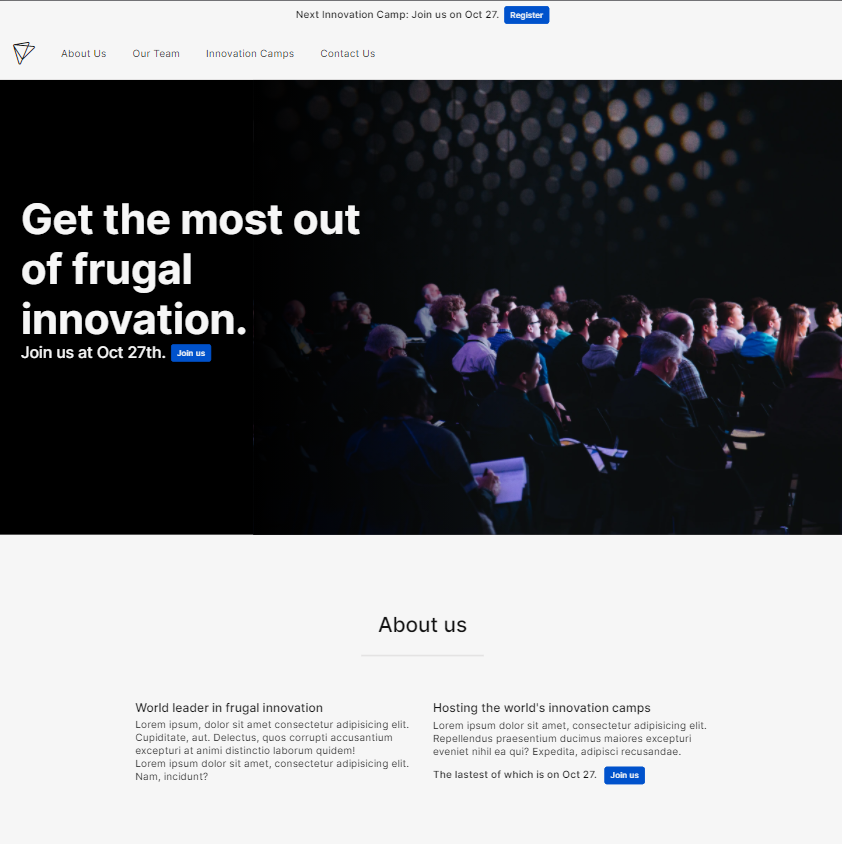 Next Innovation Camp: Join us on Oct 27. Register
About Us Our Team Innovation Camps Contact Us
Get the most out
of frugal
innovation.
Join us at Oct 27th. Join us
About us
World leader in frugal innovation
Lorem ipsum, dolor sit amet consectetur adipisicing elit.
Cupiditate, aut. Delectus, quos corrupti accusantium
excepturi at animi distinctio laborum quidem!
Lorem ipsum dolor sit amet, consectetur adipisicing elit.
Nam, incidunt?
Hosting the world's innovation camps
Lorem ipsum dolor sit amet, consectetur adipisicing elit.
Repellendus praesentium ducimus maiores excepturi
eveniet nihil ea qui? Expedita, adipisci recusandae.
The lastest of which is on Oct 27. Join us